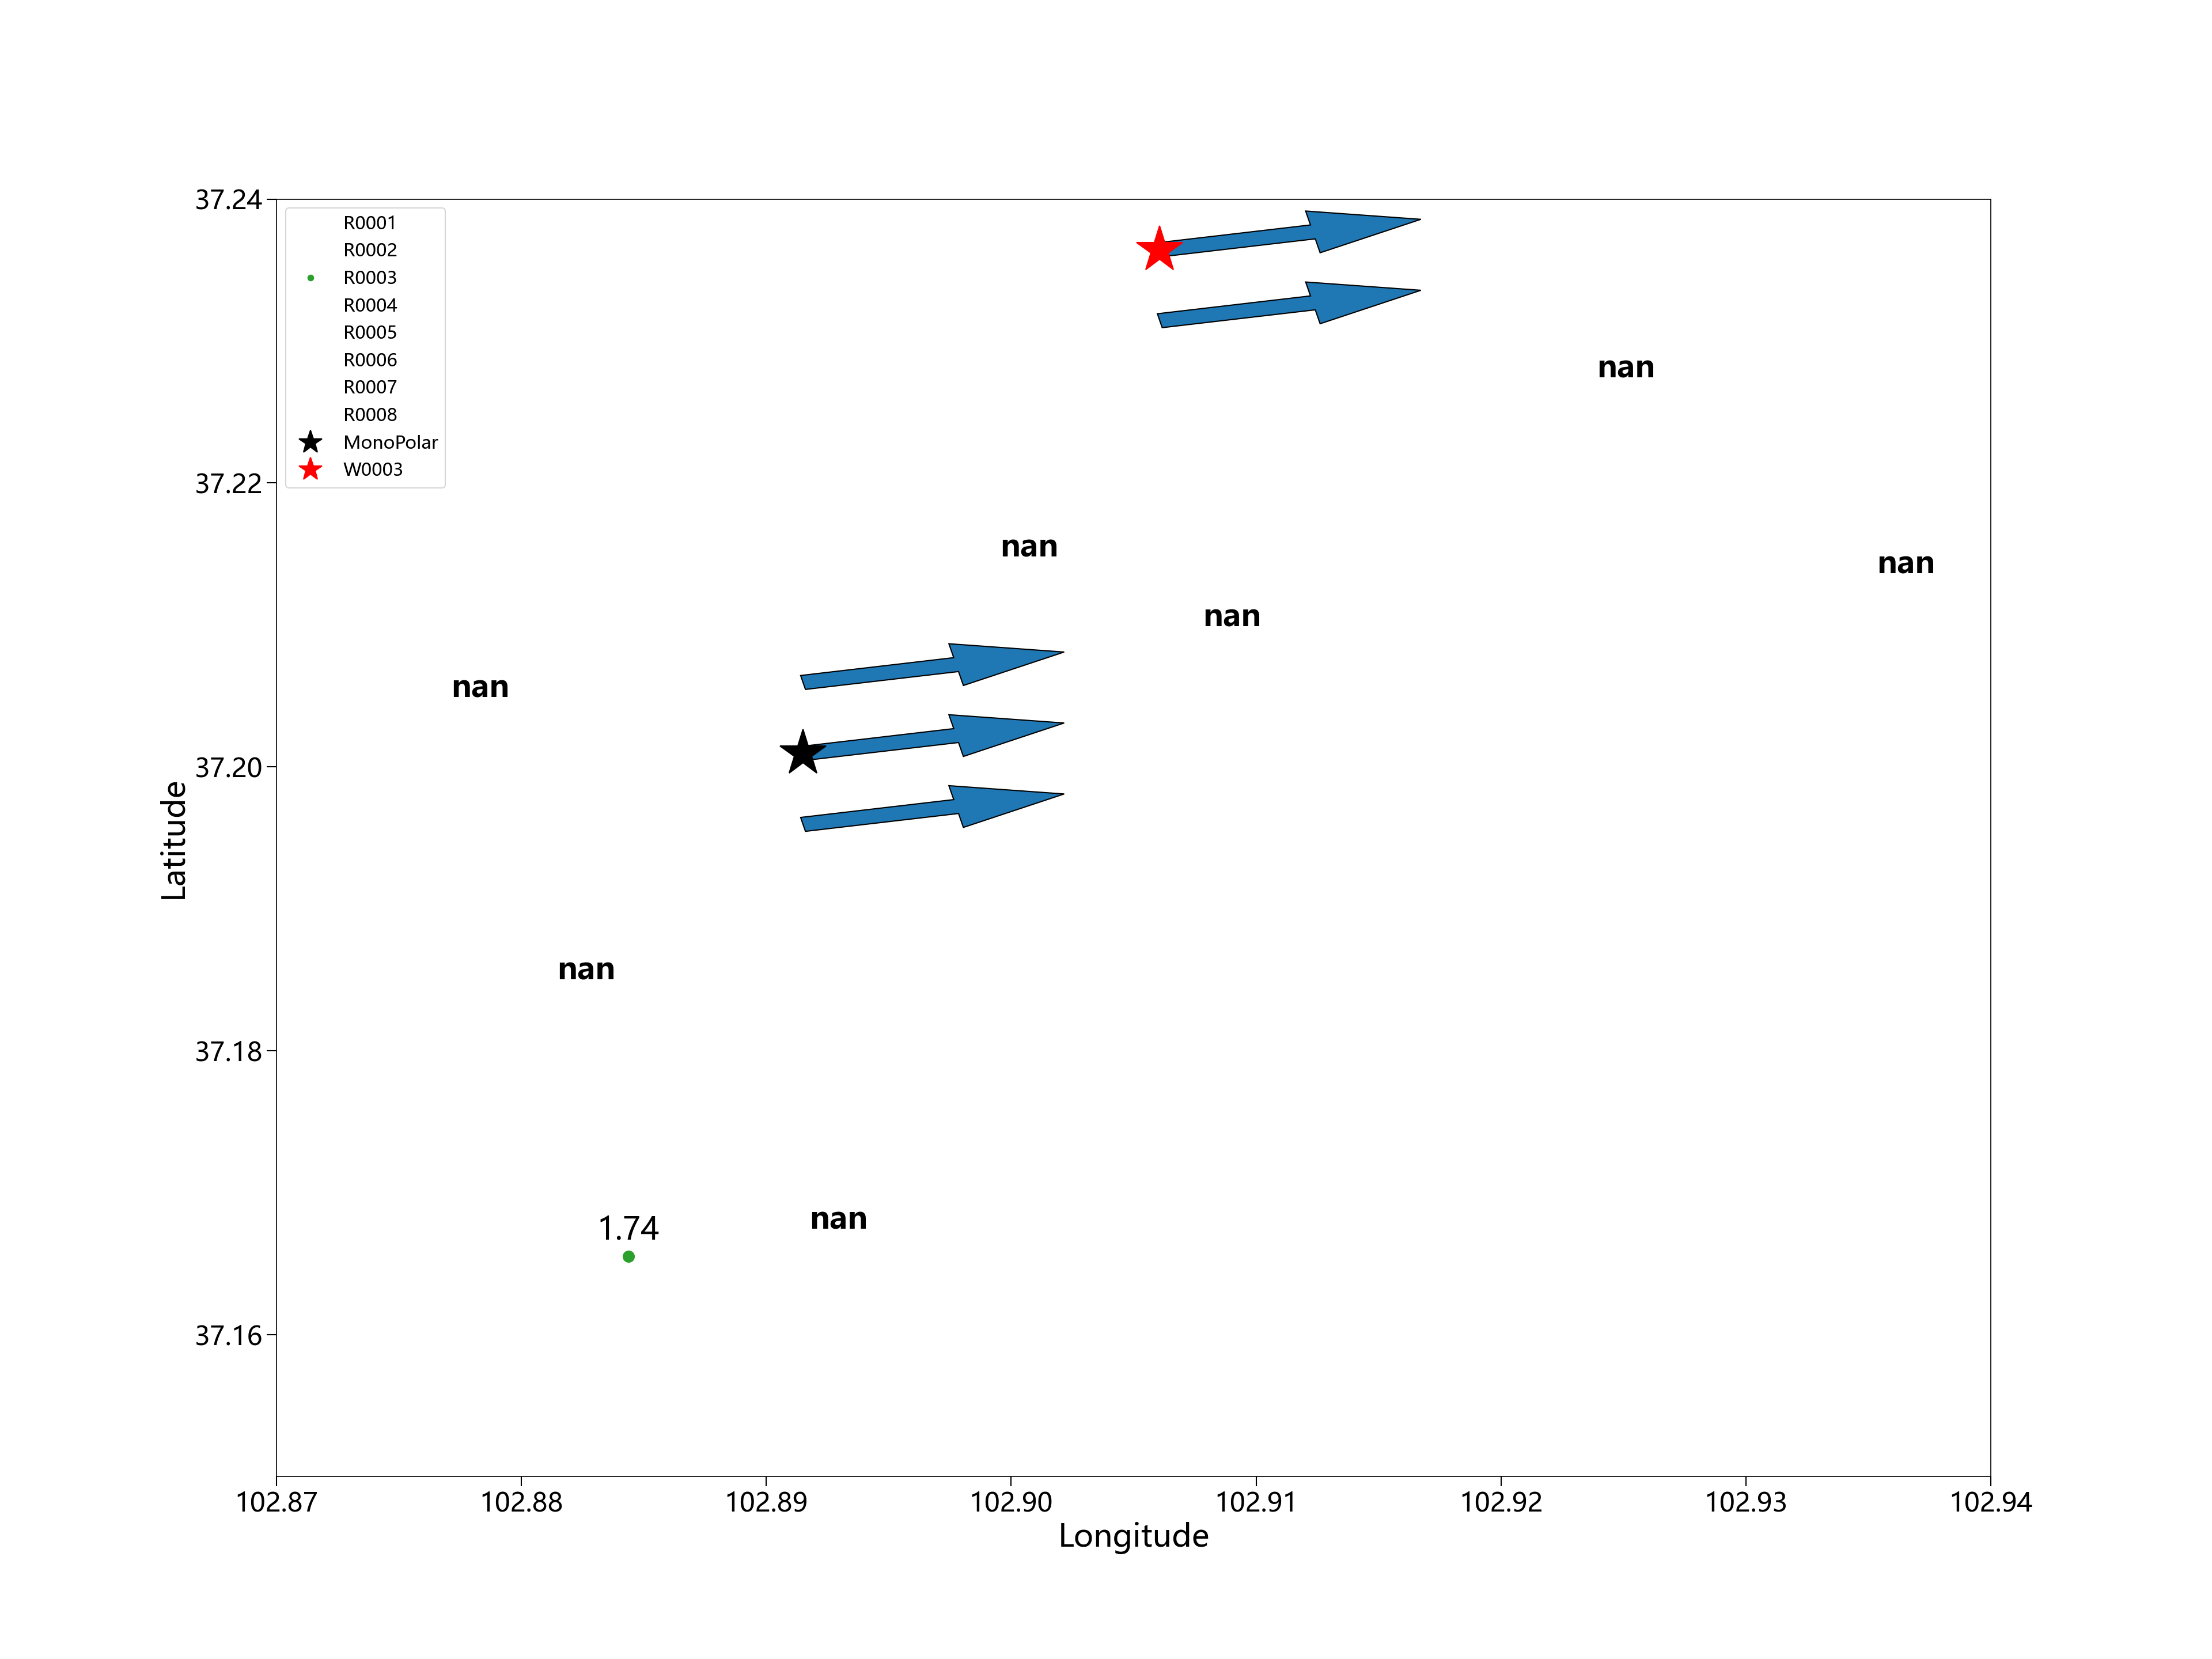 37.24
R0001
R0002
R0003
R0004
R0005
R0006
R0007
R0008
MonoPolar
W0003
nan
37.22
nan
nan
nan
nan
37.20
Latitude
nan
37.18
1.74
nan
37.16
102.87 102.88 102.89 102.90 102.91 102.92 102.93 102.94
Longitude